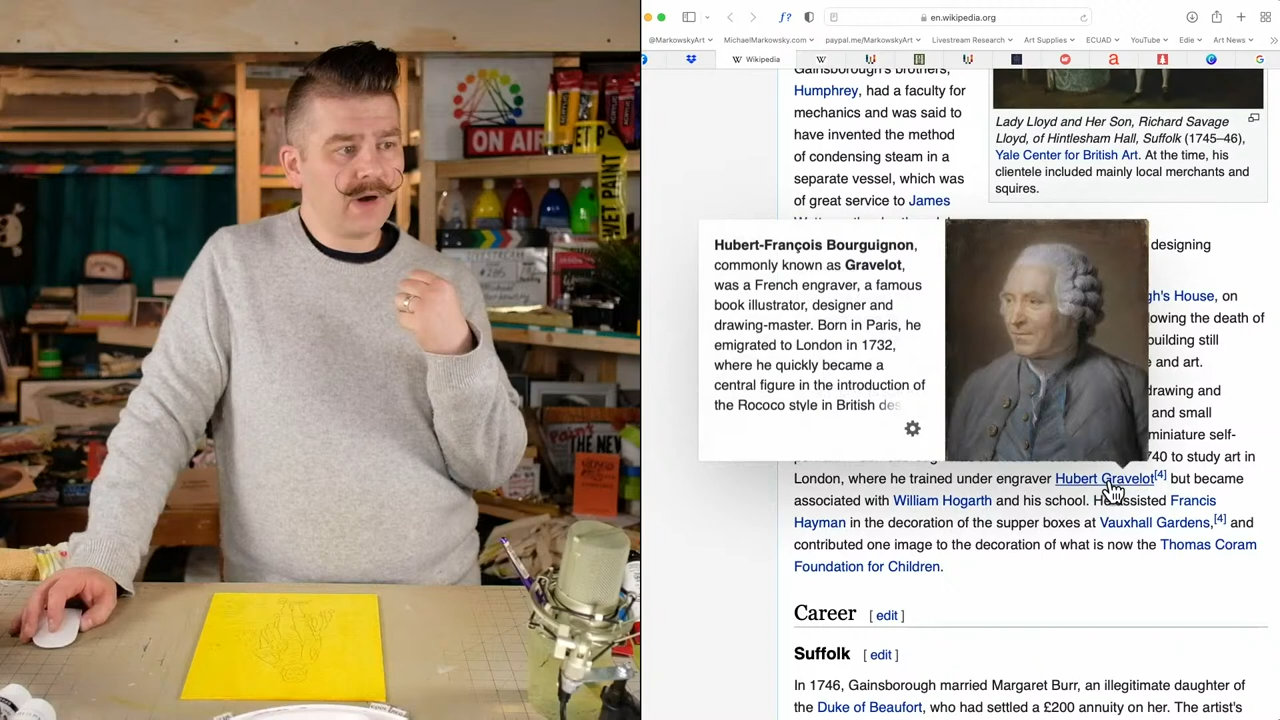 ON AIR
WET PAINT
LIVESTREAM
#285
Paint
THE NEW
en.wikipedia.org
@MarkowskyArt
MichaelMarkowsky.com
paypal.me/MarkowskyArt
Livestream Research
Art Supplies
ECUAD
YouTube
Edie
Art News
Wikipedia
Gainsborough's brothers,
Humphrey, had a faculty for
mechanics and was said to
have invented the method
of condensing steam in a
separate vessel, which was
of great service to James
Lady Lloyd and Her Son, Richard Savage
Lloyd, of Hintlesham Hall, Suffolk (1745–46),
Yale Center for British Art. At the time, his
clientele included mainly local merchants and
squires.
Hubert-François Bourguignon,
commonly known as Gravelot,
was a French engraver, a famous
book illustrator, designer and
drawing-master. Born in Paris, he
emigrated to London in 1732,
where he quickly became a
central figure in the introduction of
the Rococo style in British des
designing
gh's House, on
lowing the death of
building still
e and art.
drawing and
and small
miniature self-
740 to study art in
London, where he trained under engraver Hubert Gravelot[4] but became
associated with William Hogarth and his school. He assisted Francis
Hayman in the decoration of the supper boxes at Vauxhall Gardens,[4] and
contributed one image to the decoration of what is now the Thomas Coram
Foundation for Children.
Career [ edit ]
Suffolk [ edit ]
In 1746, Gainsborough married Margaret Burr, an illegitimate daughter of
the Duke of Beaufort, who had settled a £200 annuity on her. The artist's